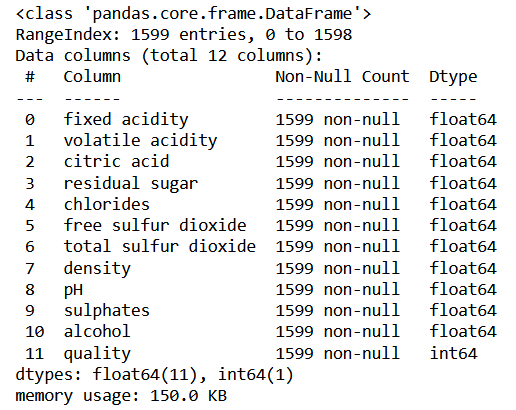 <class 'pandas.core.frame.DataFrame'>
RangeIndex: 1599 entries, 0 to 1598
Data columns (total 12 columns):
 #   Column                Non-Null Count  Dtype
---  ------                --------------  -----
 0   fixed acidity         1599 non-null   float64
 1   volatile acidity      1599 non-null   float64
 2   citric acid           1599 non-null   float64
 3   residual sugar        1599 non-null   float64
 4   chlorides             1599 non-null   float64
 5   free sulfur dioxide   1599 non-null   float64
 6   total sulfur dioxide  1599 non-null   float64
 7   density               1599 non-null   float64
 8   pH                    1599 non-null   float64
 9   sulphates             1599 non-null   float64
 10  alcohol               1599 non-null   float64
 11  quality               1599 non-null   int64
dtypes: float64(11), int64(1)
memory usage: 150.0 KB